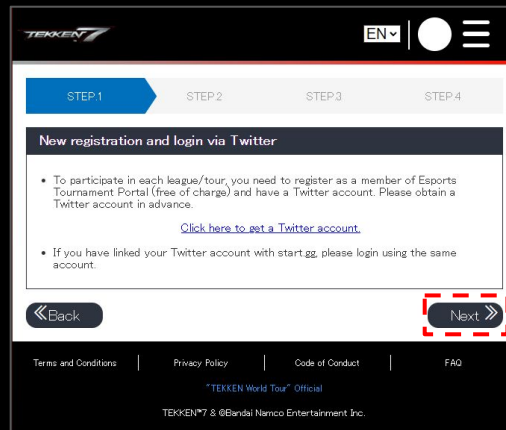 TEKKEN 7
EN
STEP.1 STEP.2 STEP.3 STEP.4
New registration and login via Twitter
• To participate in each league/tour, you need to register as a member of Esports
Tournament Portal (free of charge) and have a Twitter account. Please obtain a
Twitter account in advance.
Click here to get a Twitter account.
• If you have linked your Twitter account with start.gg, please login using the same
account.
Back Next
Terms and Conditions Privacy Policy Code of Conduct FAQ
"TEKKEN World Tour" Official
TEKKEN™7 & ©Bandai Namco Entertainment Inc.